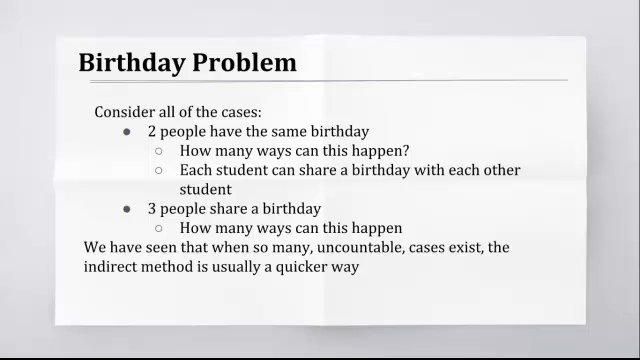 Birthday Problem
Consider all of the cases:
● 2 people have the same birthday
○ How many ways can this happen?
○ Each student can share a birthday with each other
student
● 3 people share a birthday
○ How many ways can this happen
We have seen that when so many, uncountable, cases exist, the
indirect method is usually a quicker way